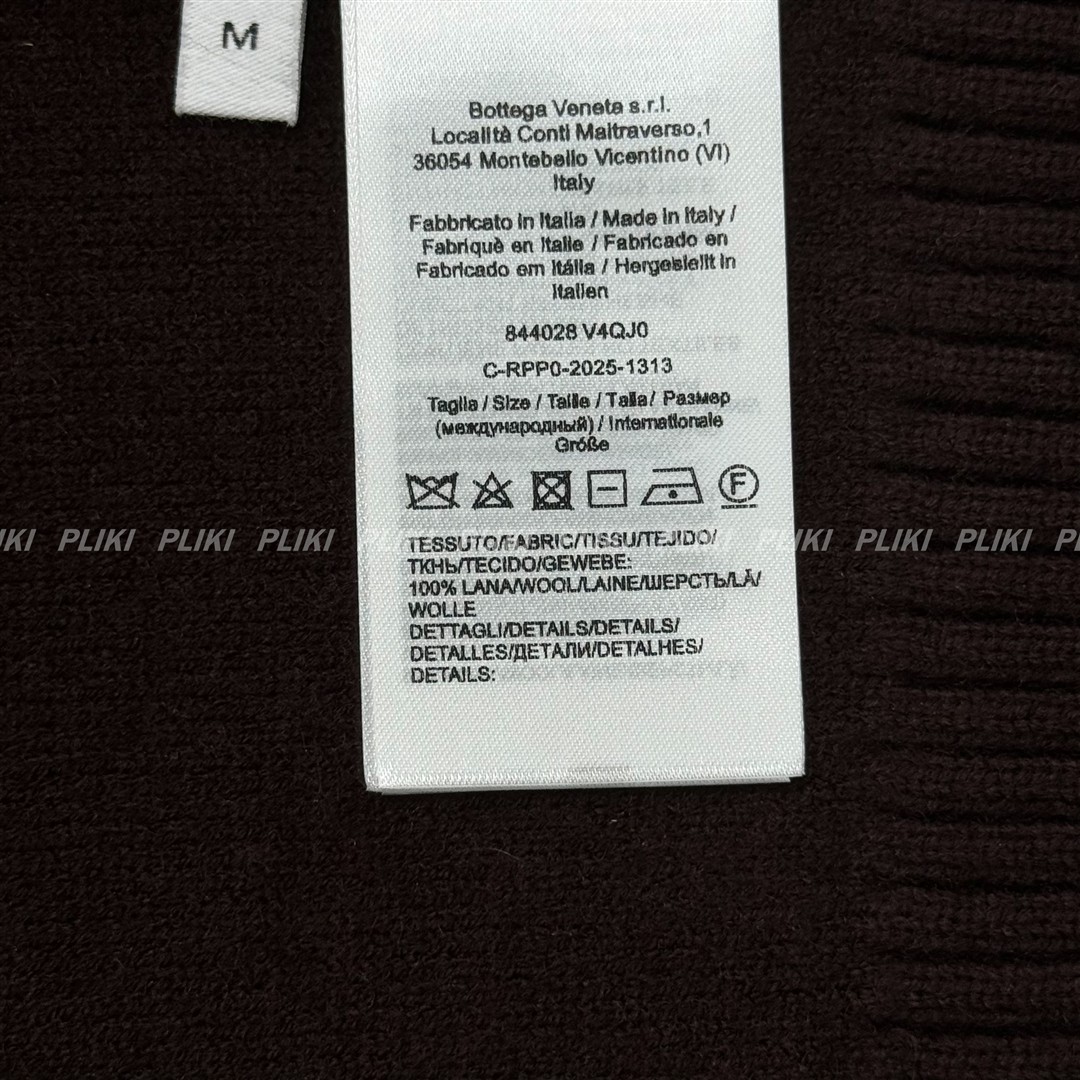 M
Bottega Veneta s.r.l.
Località Conti Maltraverso,1
36054 Montebello Vicentino (VI)
Italy
Fabbricato in Italia / Made in Italy /
Fabriquè en Italie / Fabricado en
Fabricado em Itália / Hergestellt in
Italien
844028 V4QJ0
C-RPP0-2025-1313
Taglia / Size / Taille / Talla/ Размер
(международный) / Internationale
Größe
F
PLIKI PLIKI PLIKI PLIKI PLIKI PLIKI
TESSUTO/FABRIC/TISSU/TEJIDO/
ТКНЬ/TECIDO/GEWEBE:
100% LANA/WOOL/LAINE/ШЕРСТЬ/LÃ/
WOLLE
DETTAGLI/DETAILS/DETAILS/
DETALLES/ДЕТАЛИ/DETALHES/
DETAILS: